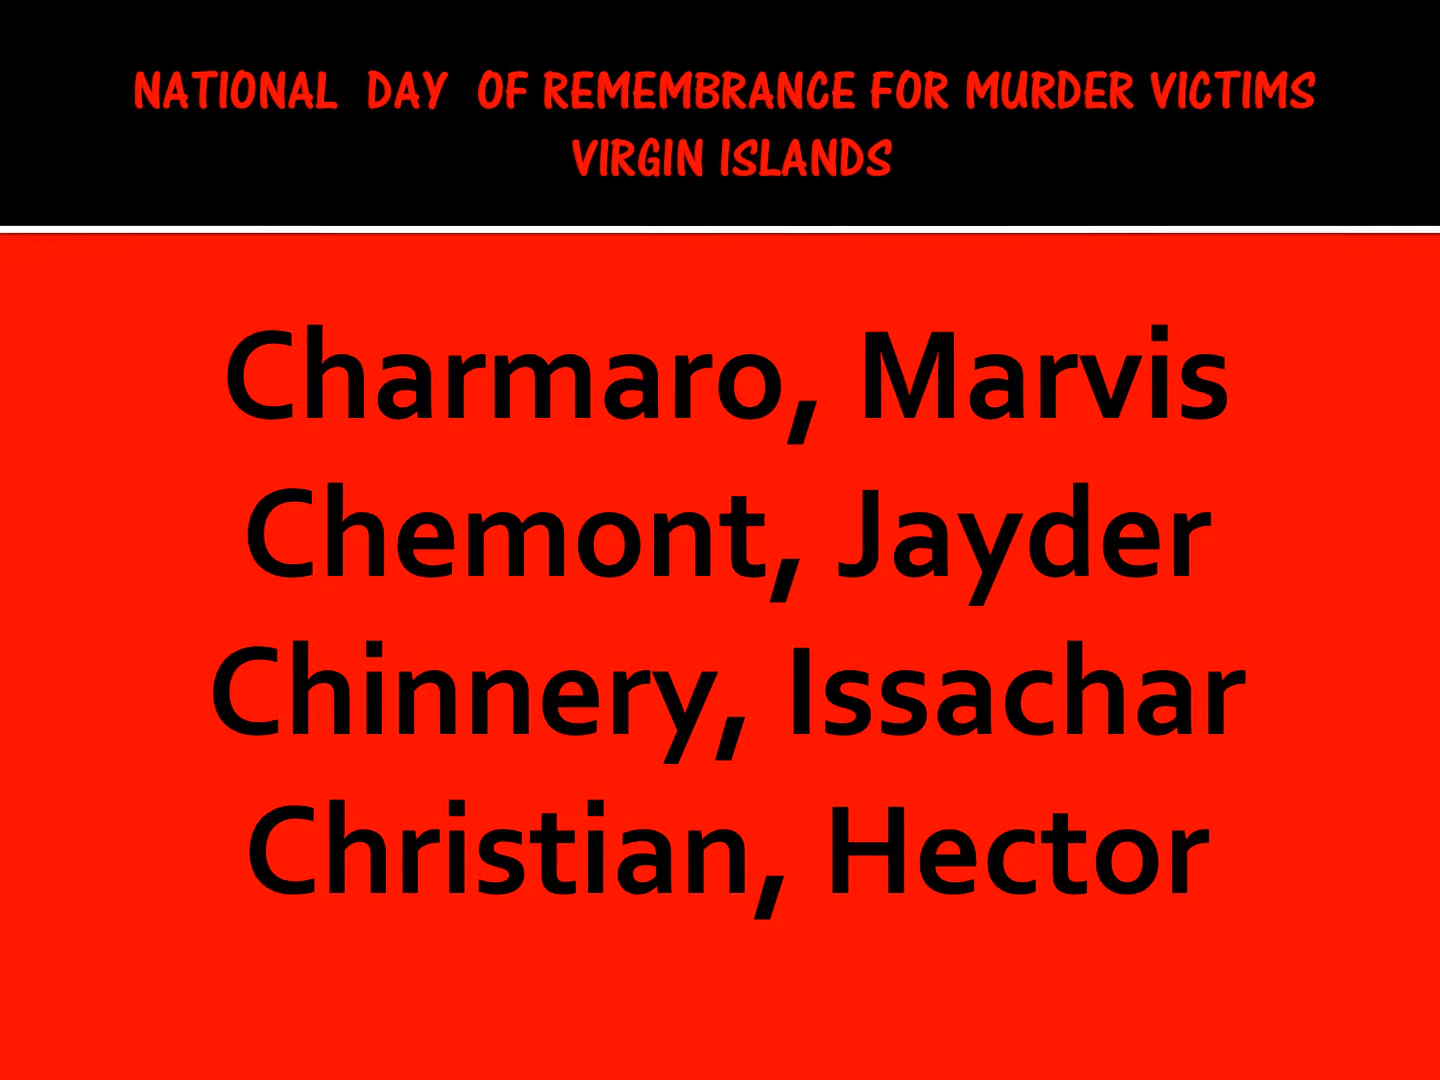 NATIONAL DAY OF REMEMBRANCE FOR MURDER VICTIMS
VIRGIN ISLANDS
Charmaro, Marvis
Chemont, Jayder
Chinnery, Issachar
Christian, Hector